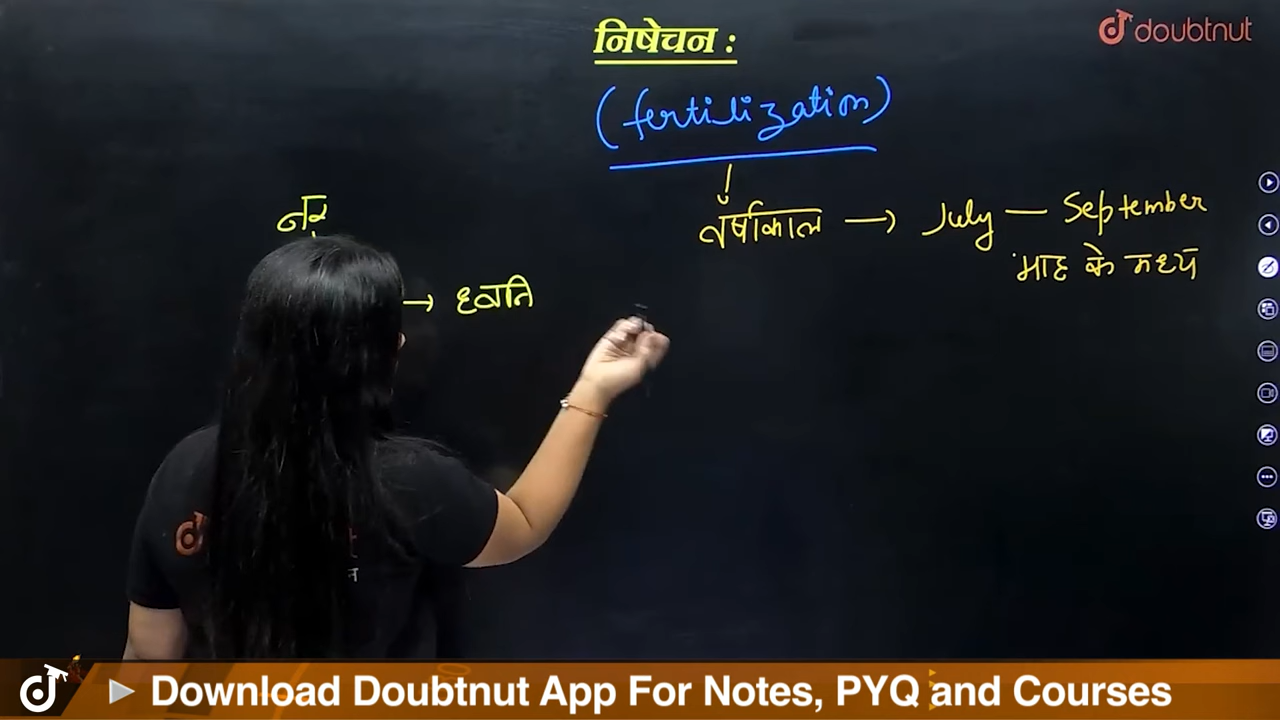 निषेचन :
doubtnut
(fertilization)
वर्षाकाल → July — September
माह के मध्य
नर
→ ध्वनि
न
Download Doubtnut App For Notes, PYQ and Courses